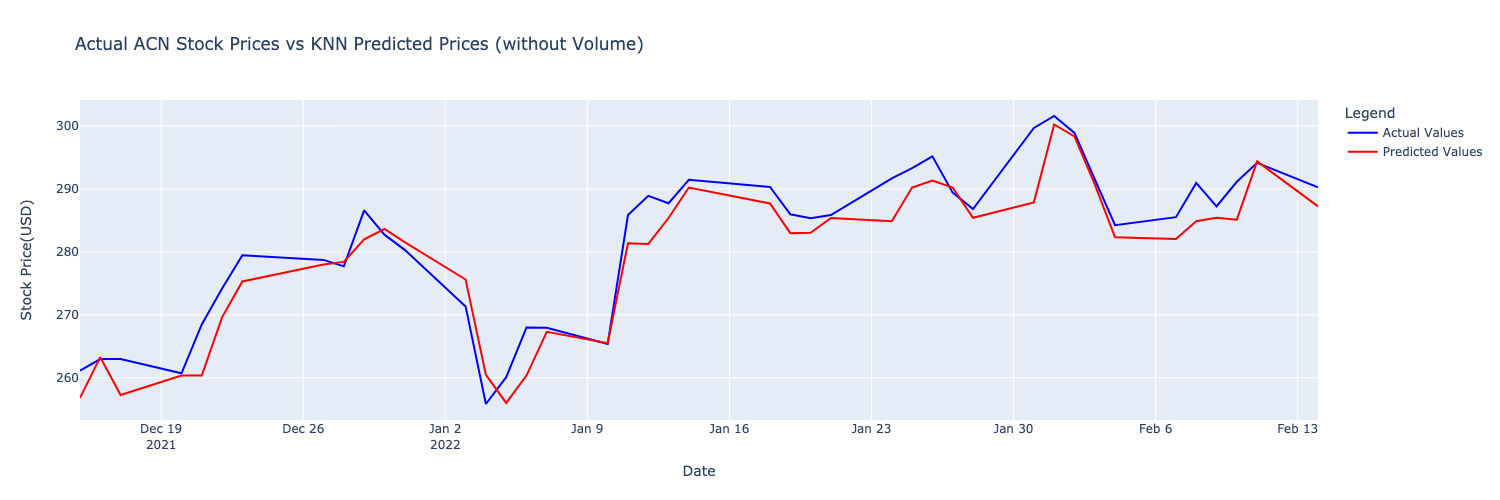 Actual ACN Stock Prices vs KNN Predicted Prices (without Volume)
Legend
Actual Values
Predicted Values
Stock Price(USD)
300
290
280
270
260
Dec 19
2021
Dec 26
Jan 2
2022
Jan 9
Jan 16
Jan 23
Jan 30
Feb 6
Feb 13
Date